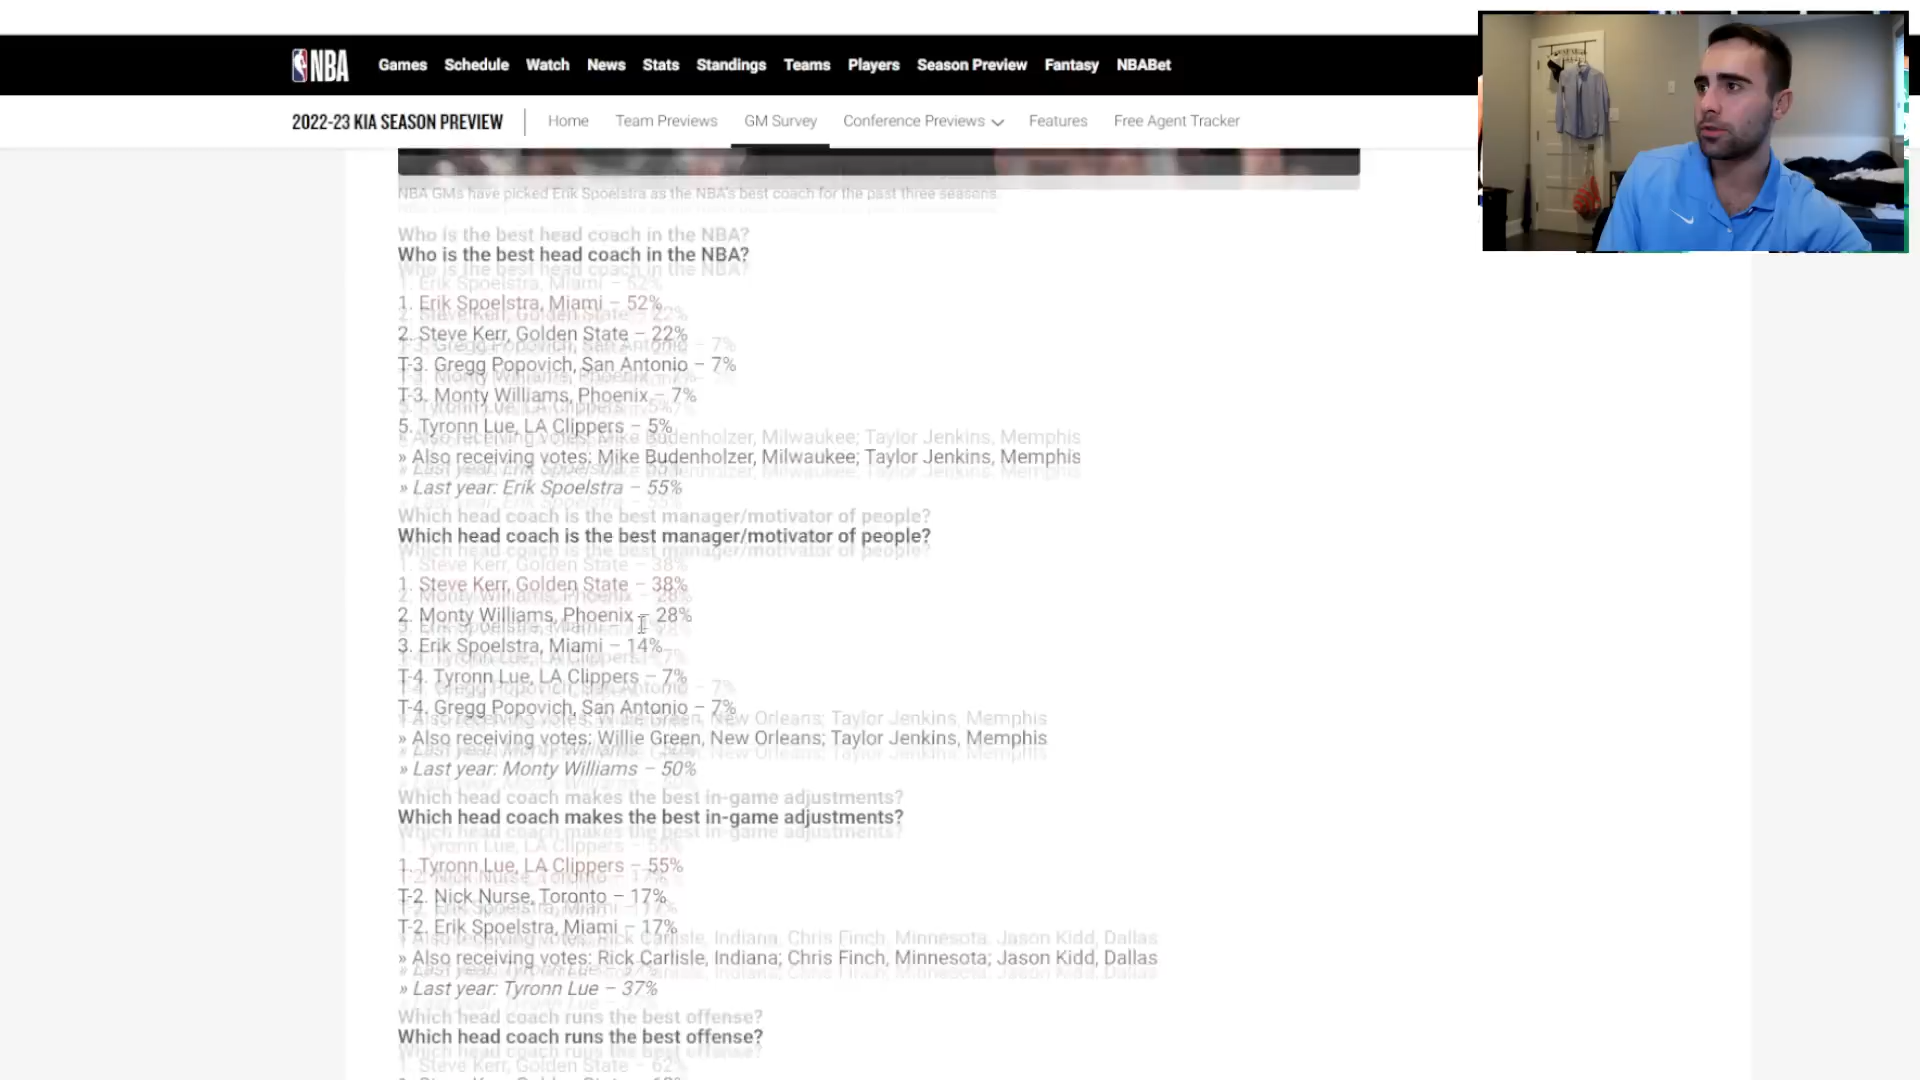 NBA
Games Schedule Watch News Stats Standings Teams Players Season Preview Fantasy NBABet
2022-23 KIA SEASON PREVIEW Home Team Previews GM Survey Conference Previews Features Free Agent Tracker
NBA GMs have picked Erik Spoelstra as the NBA's best coach for the past three seasons.
Who is the best head coach in the NBA?
1. Erik Spoelstra, Miami – 52%
2. Steve Kerr, Golden State – 22%
T-3. Gregg Popovich, San Antonio – 7%
T-3. Monty Williams, Phoenix – 7%
5. Tyronn Lue, LA Clippers – 5%
» Also receiving votes: Mike Budenholzer, Milwaukee; Taylor Jenkins, Memphis
» Last year: Erik Spoelstra – 55%
Which head coach is the best manager/motivator of people?
1. Steve Kerr, Golden State – 38%
2. Monty Williams, Phoenix – 28%
3. Erik Spoelstra, Miami – 14%
T-4. Tyronn Lue, LA Clippers – 7%
T-4. Gregg Popovich, San Antonio – 7%
» Also receiving votes: Willie Green, New Orleans; Taylor Jenkins, Memphis
» Last year: Monty Williams – 50%
Which head coach makes the best in-game adjustments?
1. Tyronn Lue, LA Clippers – 55%
T-2. Nick Nurse, Toronto – 17%
T-2. Erik Spoelstra, Miami – 17%
» Also receiving votes: Rick Carlisle, Indiana; Chris Finch, Minnesota; Jason Kidd, Dallas
» Last year: Tyronn Lue – 37%
Which head coach runs the best offense?
1. Steve Kerr, Golden State – 62%